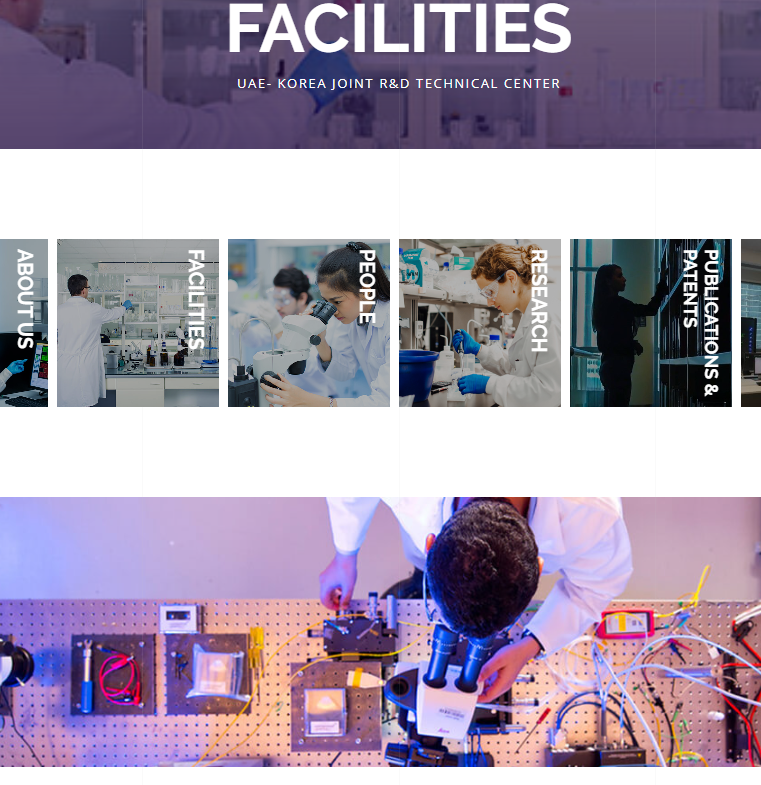 FACILITIES
UAE- KOREA JOINT R&D TECHNICAL CENTER
ABOUT US
FACILITIES
PEOPLE
RESEARCH
PUBLICATIONS &
PATENTS